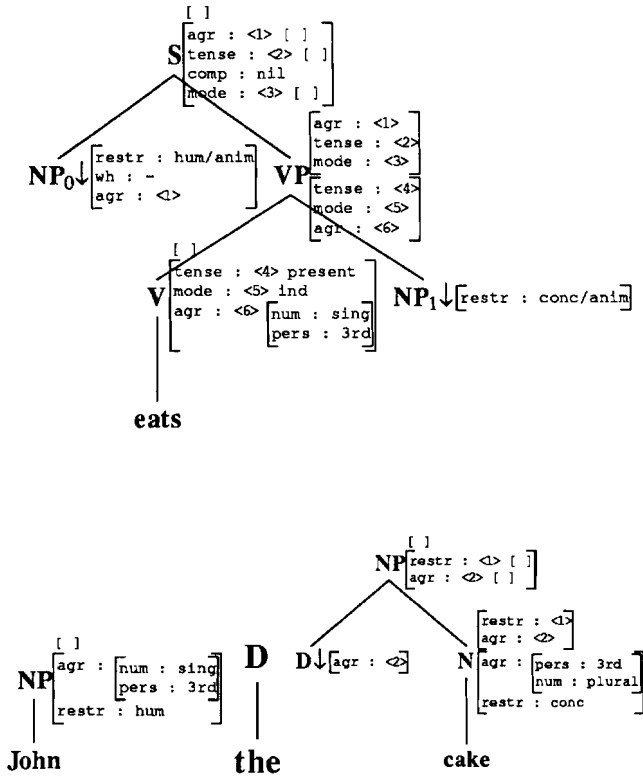 [ ]
S [ agr : <1> [ ]
tense : <2> [ ]
comp : nil
mode : <3> [ ] ]
NP0↓ [ restr : hum/anim
wh : -
agr : <1> ]
VP [ agr : <1>
tense : <2>
mode : <3> ]
[ tense : <4>
mode : <5>
agr : <6> ]
[ ]
V [ tense : <4> present
mode : <5> ind
agr : <6> [ num : sing
pers : 3rd ] ]
NP1↓ [ restr : conc/anim ]
eats
[ ]
NP [ restr : <1> [ ]
agr : <2> [ ] ]
[ ]
NP [ agr : [ num : sing
pers : 3rd ]
restr : hum ]
John
D
the
D↓ [ agr : <2> ]
N [ restr : <1>
agr : <2> ]
[ agr : [ pers : 3rd
num : plural ]
restr : conc ]
cake